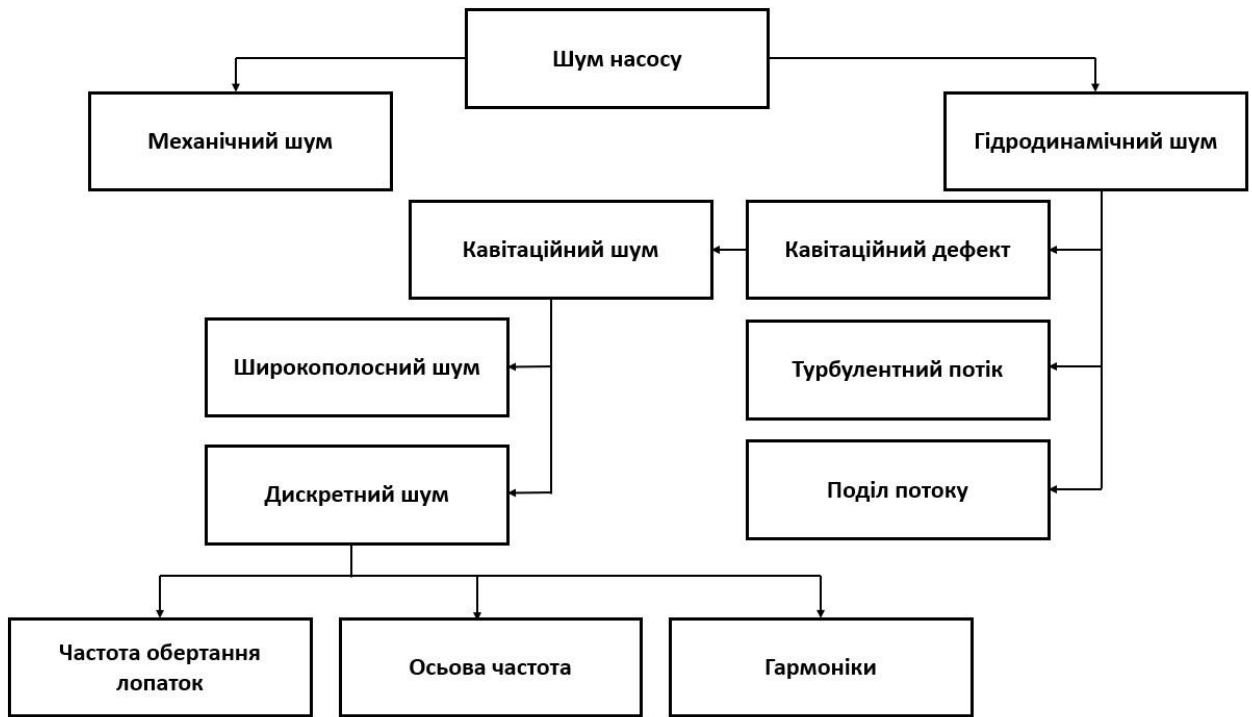 Шум насосу
Механічний шум
Гідродинамічний шум
Кавітаційний шум
Кавітаційний дефект
Широкополосний шум
Турбулентний потік
Дискретний шум
Поділ потоку
Частота обертання
лопаток
Осьова частота
Гармоніки